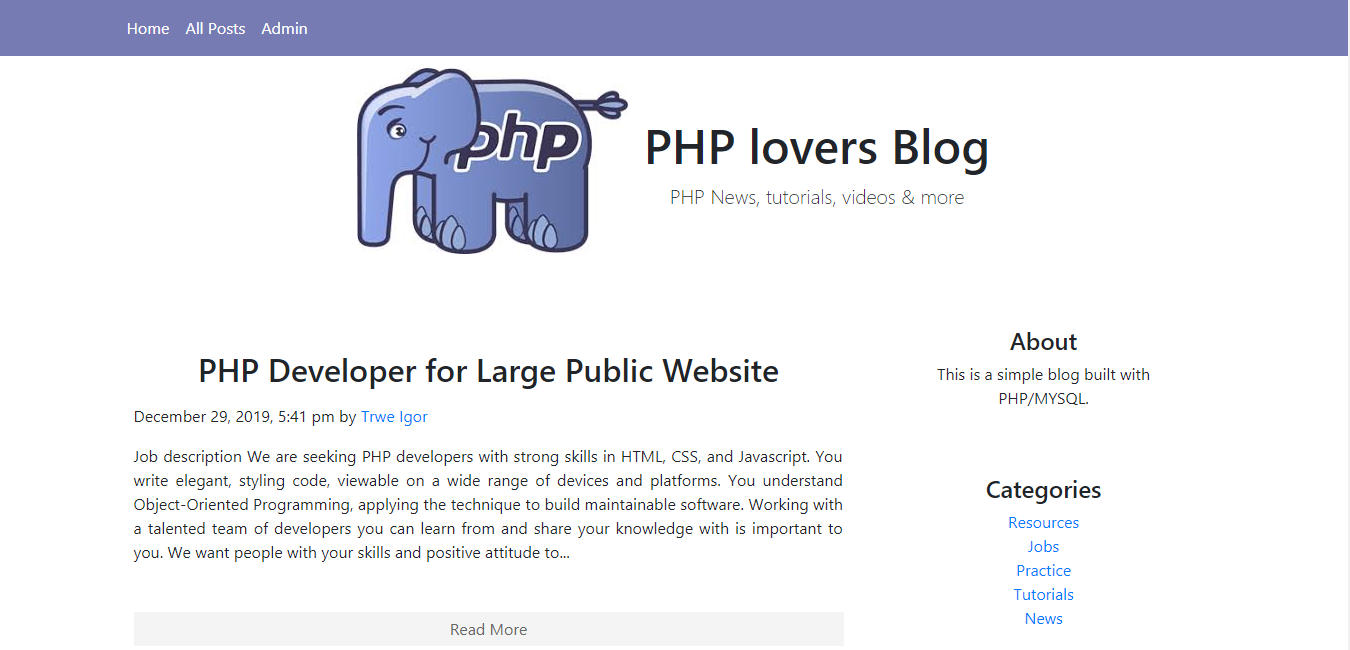 Home All Posts Admin
php
PHP lovers Blog
PHP News, tutorials, videos & more
PHP Developer for Large Public Website
December 29, 2019, 5:41 pm by Trwe Igor
Job description We are seeking PHP developers with strong skills in HTML, CSS, and Javascript. You
write elegant, styling code, viewable on a wide range of devices and platforms. You understand
Object-Oriented Programming, applying the technique to build maintainable software. Working with
a talented team of developers you can learn from and share your knowledge with is important to
you. We want people with your skills and positive attitude to...
Read More
About
This is a simple blog built with
PHP/MYSQL.
Categories
Resources
Jobs
Practice
Tutorials
News